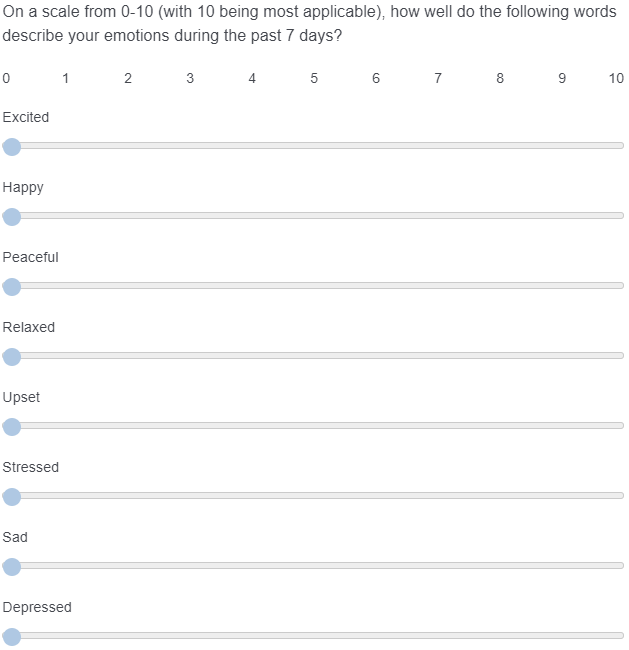 On a scale from 0-10 (with 10 being most applicable), how well do the following words
describe your emotions during the past 7 days?
0 1 2 3 4 5 6 7 8 9 10
Excited
Happy
Peaceful
Relaxed
Upset
Stressed
Sad
Depressed